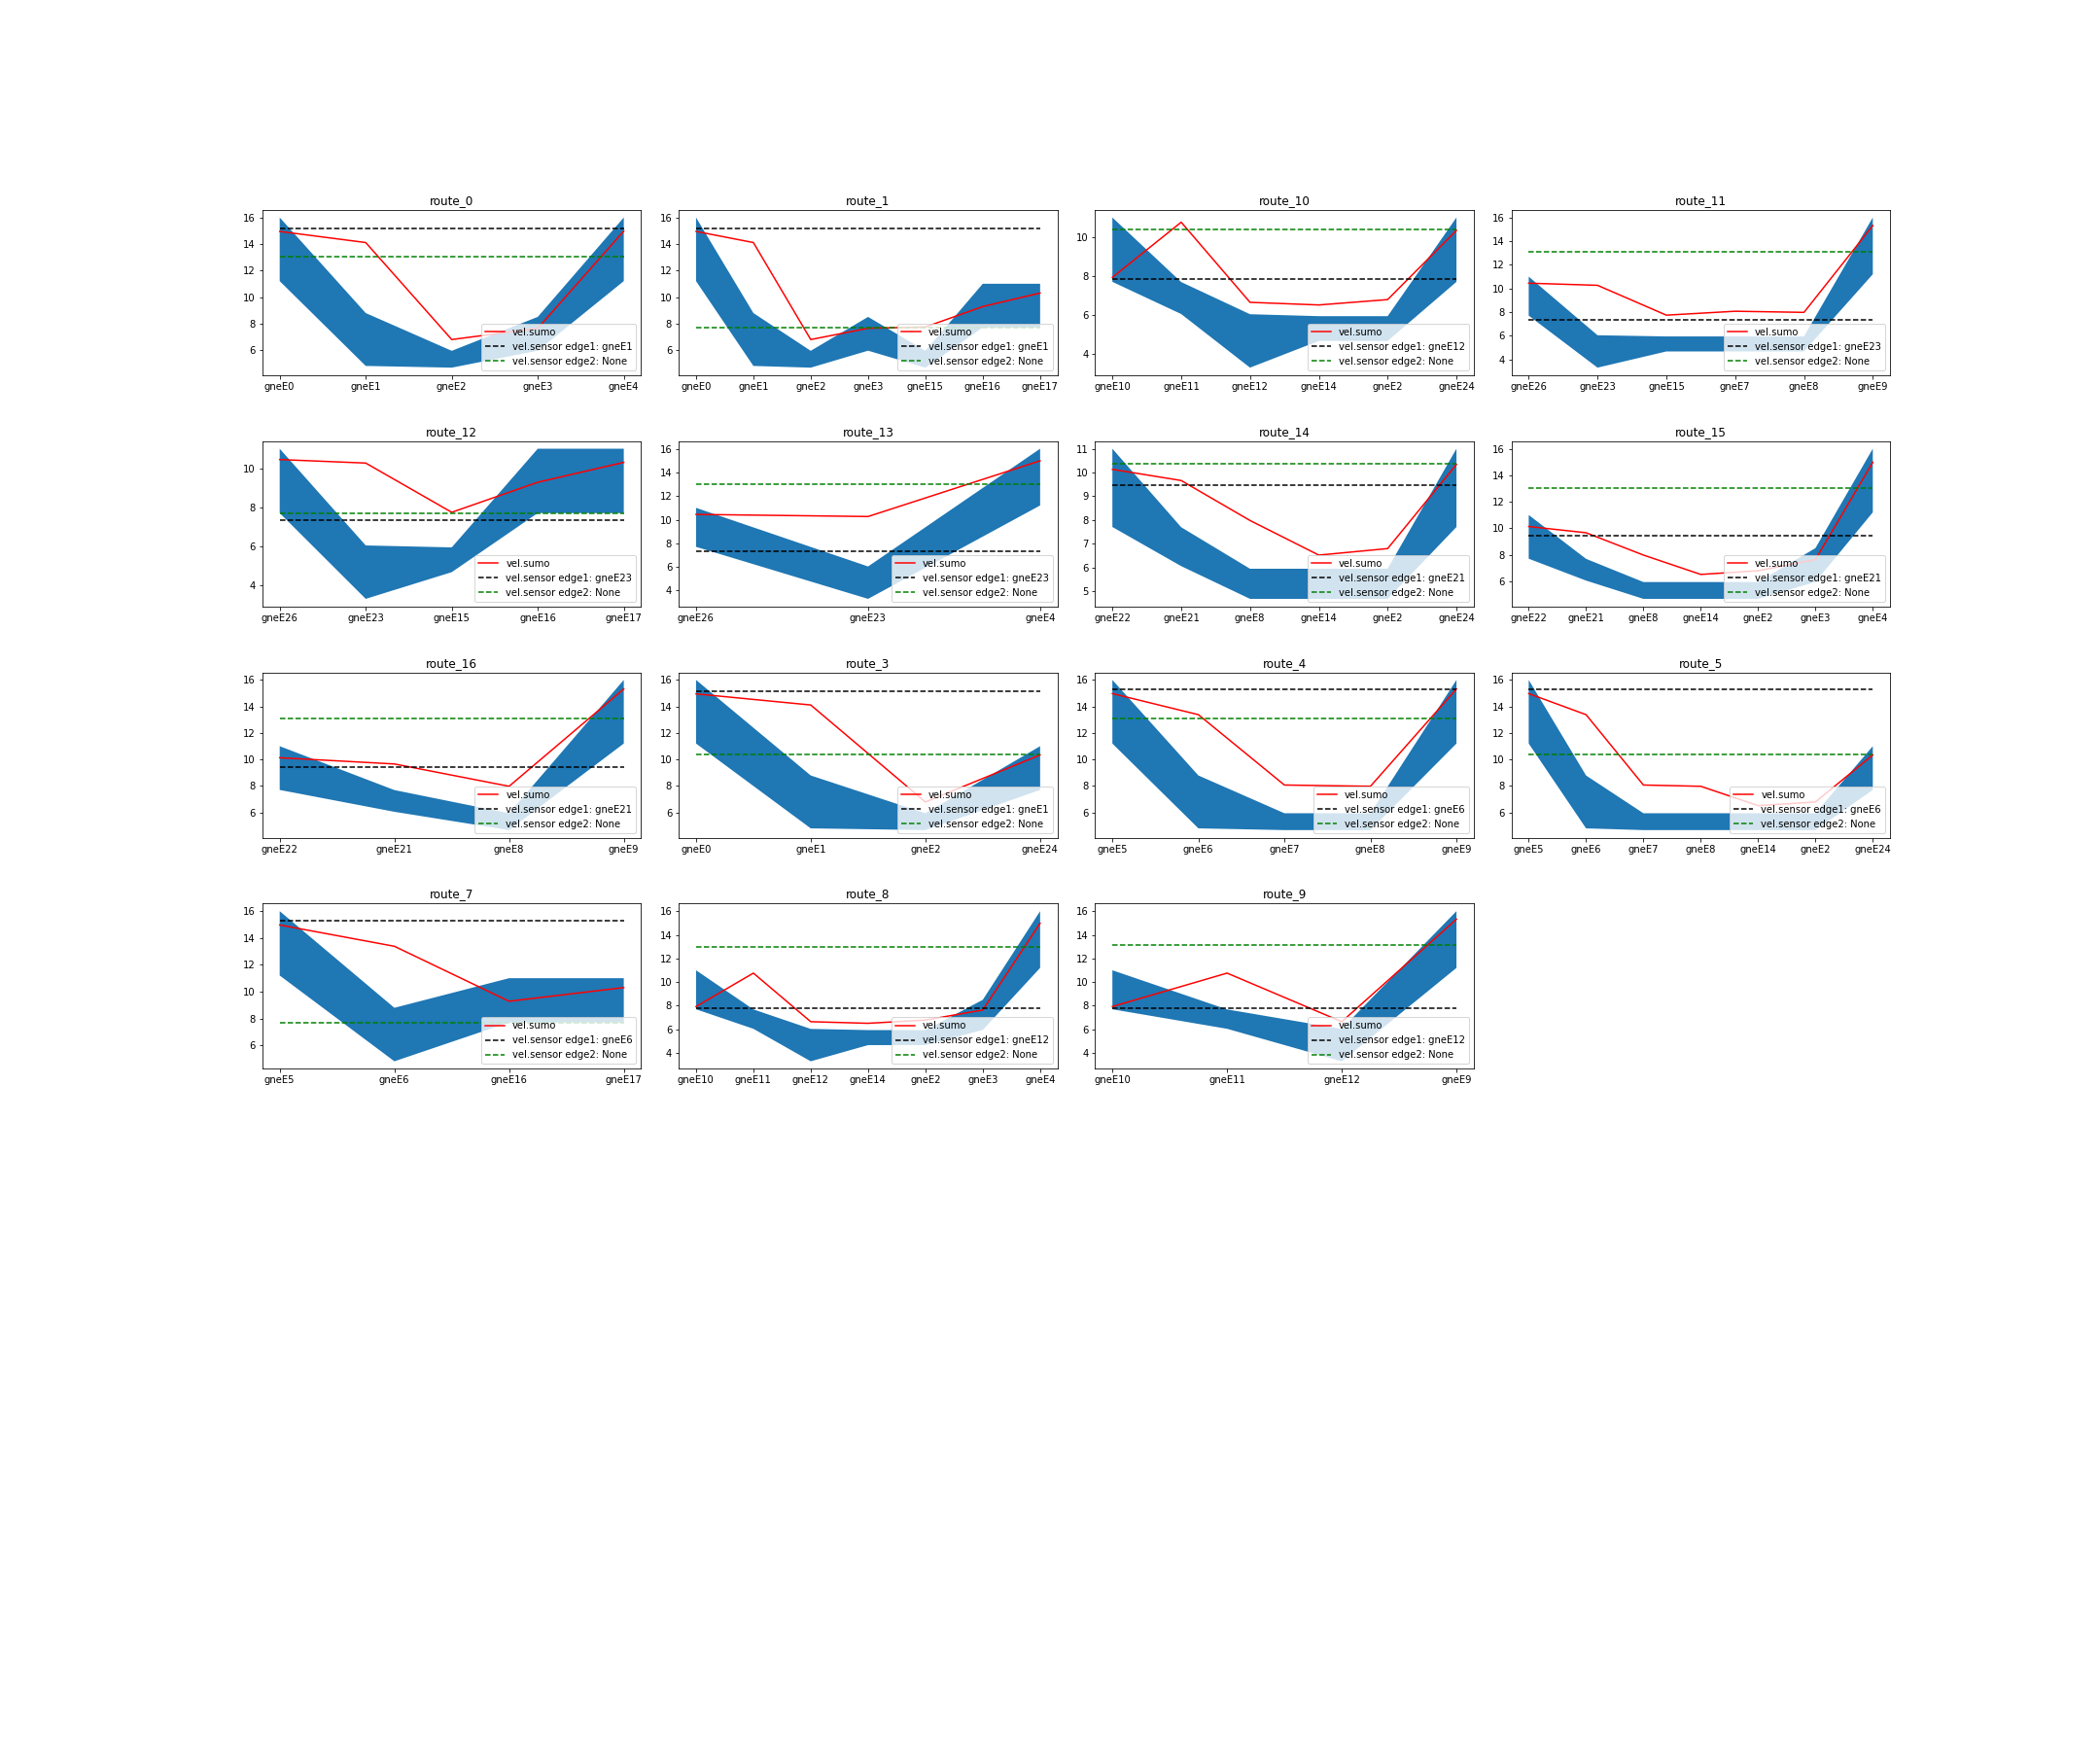 route_0
16
14
12
10
8
6
vel.sumo
vel.sensor edge1: gneE1
vel.sensor edge2: None
gneE0 gneE1 gneE2 gneE3 gneE4
route_1
16
14
12
10
8
6
vel.sumo
vel.sensor edge1: gneE1
vel.sensor edge2: None
gneE0 gneE1 gneE2 gneE3 gneE15 gneE16 gneE17
route_10
10
8
6
4
vel.sumo
vel.sensor edge1: gneE12
vel.sensor edge2: None
gneE10 gneE11 gneE12 gneE14 gneE2 gneE24
route_11
16
14
12
10
8
6
4
vel.sumo
vel.sensor edge1: gneE23
vel.sensor edge2: None
gneE26 gneE23 gneE15 gneE7 gneE8 gneE9
route_12
10
8
6
4
vel.sumo
vel.sensor edge1: gneE23
vel.sensor edge2: None
gneE26 gneE23 gneE15 gneE16 gneE17
route_13
16
14
12
10
8
6
4
vel.sumo
vel.sensor edge1: gneE23
vel.sensor edge2: None
gneE26 gneE23 gneE4
route_14
11
10
9
8
7
6
5
vel.sumo
vel.sensor edge1: gneE21
vel.sensor edge2: None
gneE22 gneE21 gneE8 gneE14 gneE2 gneE24
route_15
16
14
12
10
8
6
vel.sumo
vel.sensor edge1: gneE21
vel.sensor edge2: None
gneE22 gneE21 gneE8 gneE14 gneE2 gneE3 gneE4
route_16
16
14
12
10
8
6
vel.sumo
vel.sensor edge1: gneE21
vel.sensor edge2: None
gneE22 gneE21 gneE8 gneE9
route_3
16
14
12
10
8
6
vel.sumo
vel.sensor edge1: gneE1
vel.sensor edge2: None
gneE0 gneE1 gneE2 gneE24
route_4
16
14
12
10
8
6
vel.sumo
vel.sensor edge1: gneE6
vel.sensor edge2: None
gneE5 gneE6 gneE7 gneE8 gneE9
route_5
16
14
12
10
8
6
vel.sumo
vel.sensor edge1: gneE6
vel.sensor edge2: None
gneE5 gneE6 gneE7 gneE8 gneE14 gneE2 gneE24
route_7
16
14
12
10
8
6
vel.sumo
vel.sensor edge1: gneE6
vel.sensor edge2: None
gneE5 gneE6 gneE16 gneE17
route_8
16
14
12
10
8
6
4
vel.sumo
vel.sensor edge1: gneE12
vel.sensor edge2: None
gneE10 gneE11 gneE12 gneE14 gneE2 gneE3 gneE4
route_9
16
14
12
10
8
6
4
vel.sumo
vel.sensor edge1: gneE12
vel.sensor edge2: None
gneE10 gneE11 gneE12 gneE9